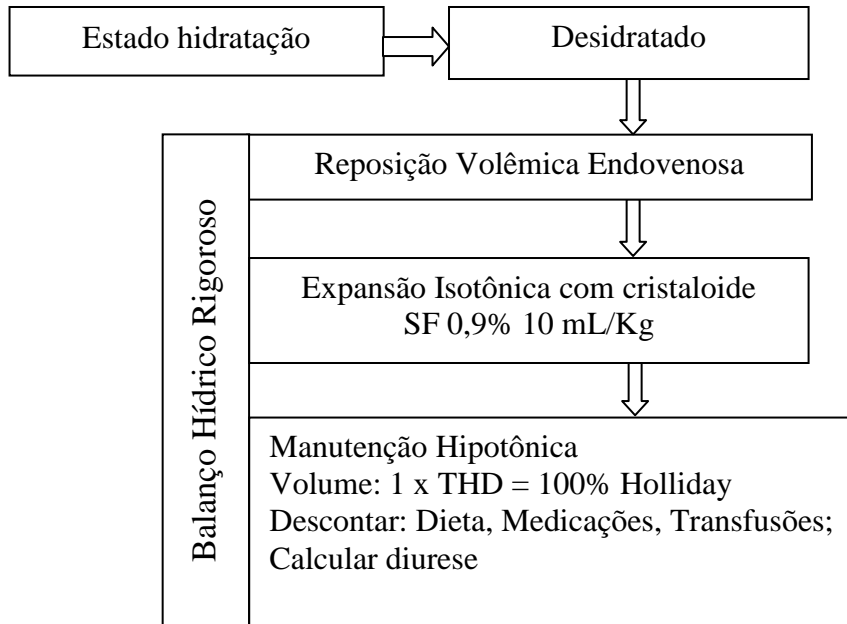 Estado hidratação
Desidratado
Balanço Hídrico Rigoroso
Reposição Volêmica Endovenosa
Expansão Isotônica com cristaloide
SF 0,9% 10 mL/Kg
Manutenção Hipotônica
Volume: 1 x THD = 100% Holliday
Descontar: Dieta, Medicações, Transfusões;
Calcular diurese